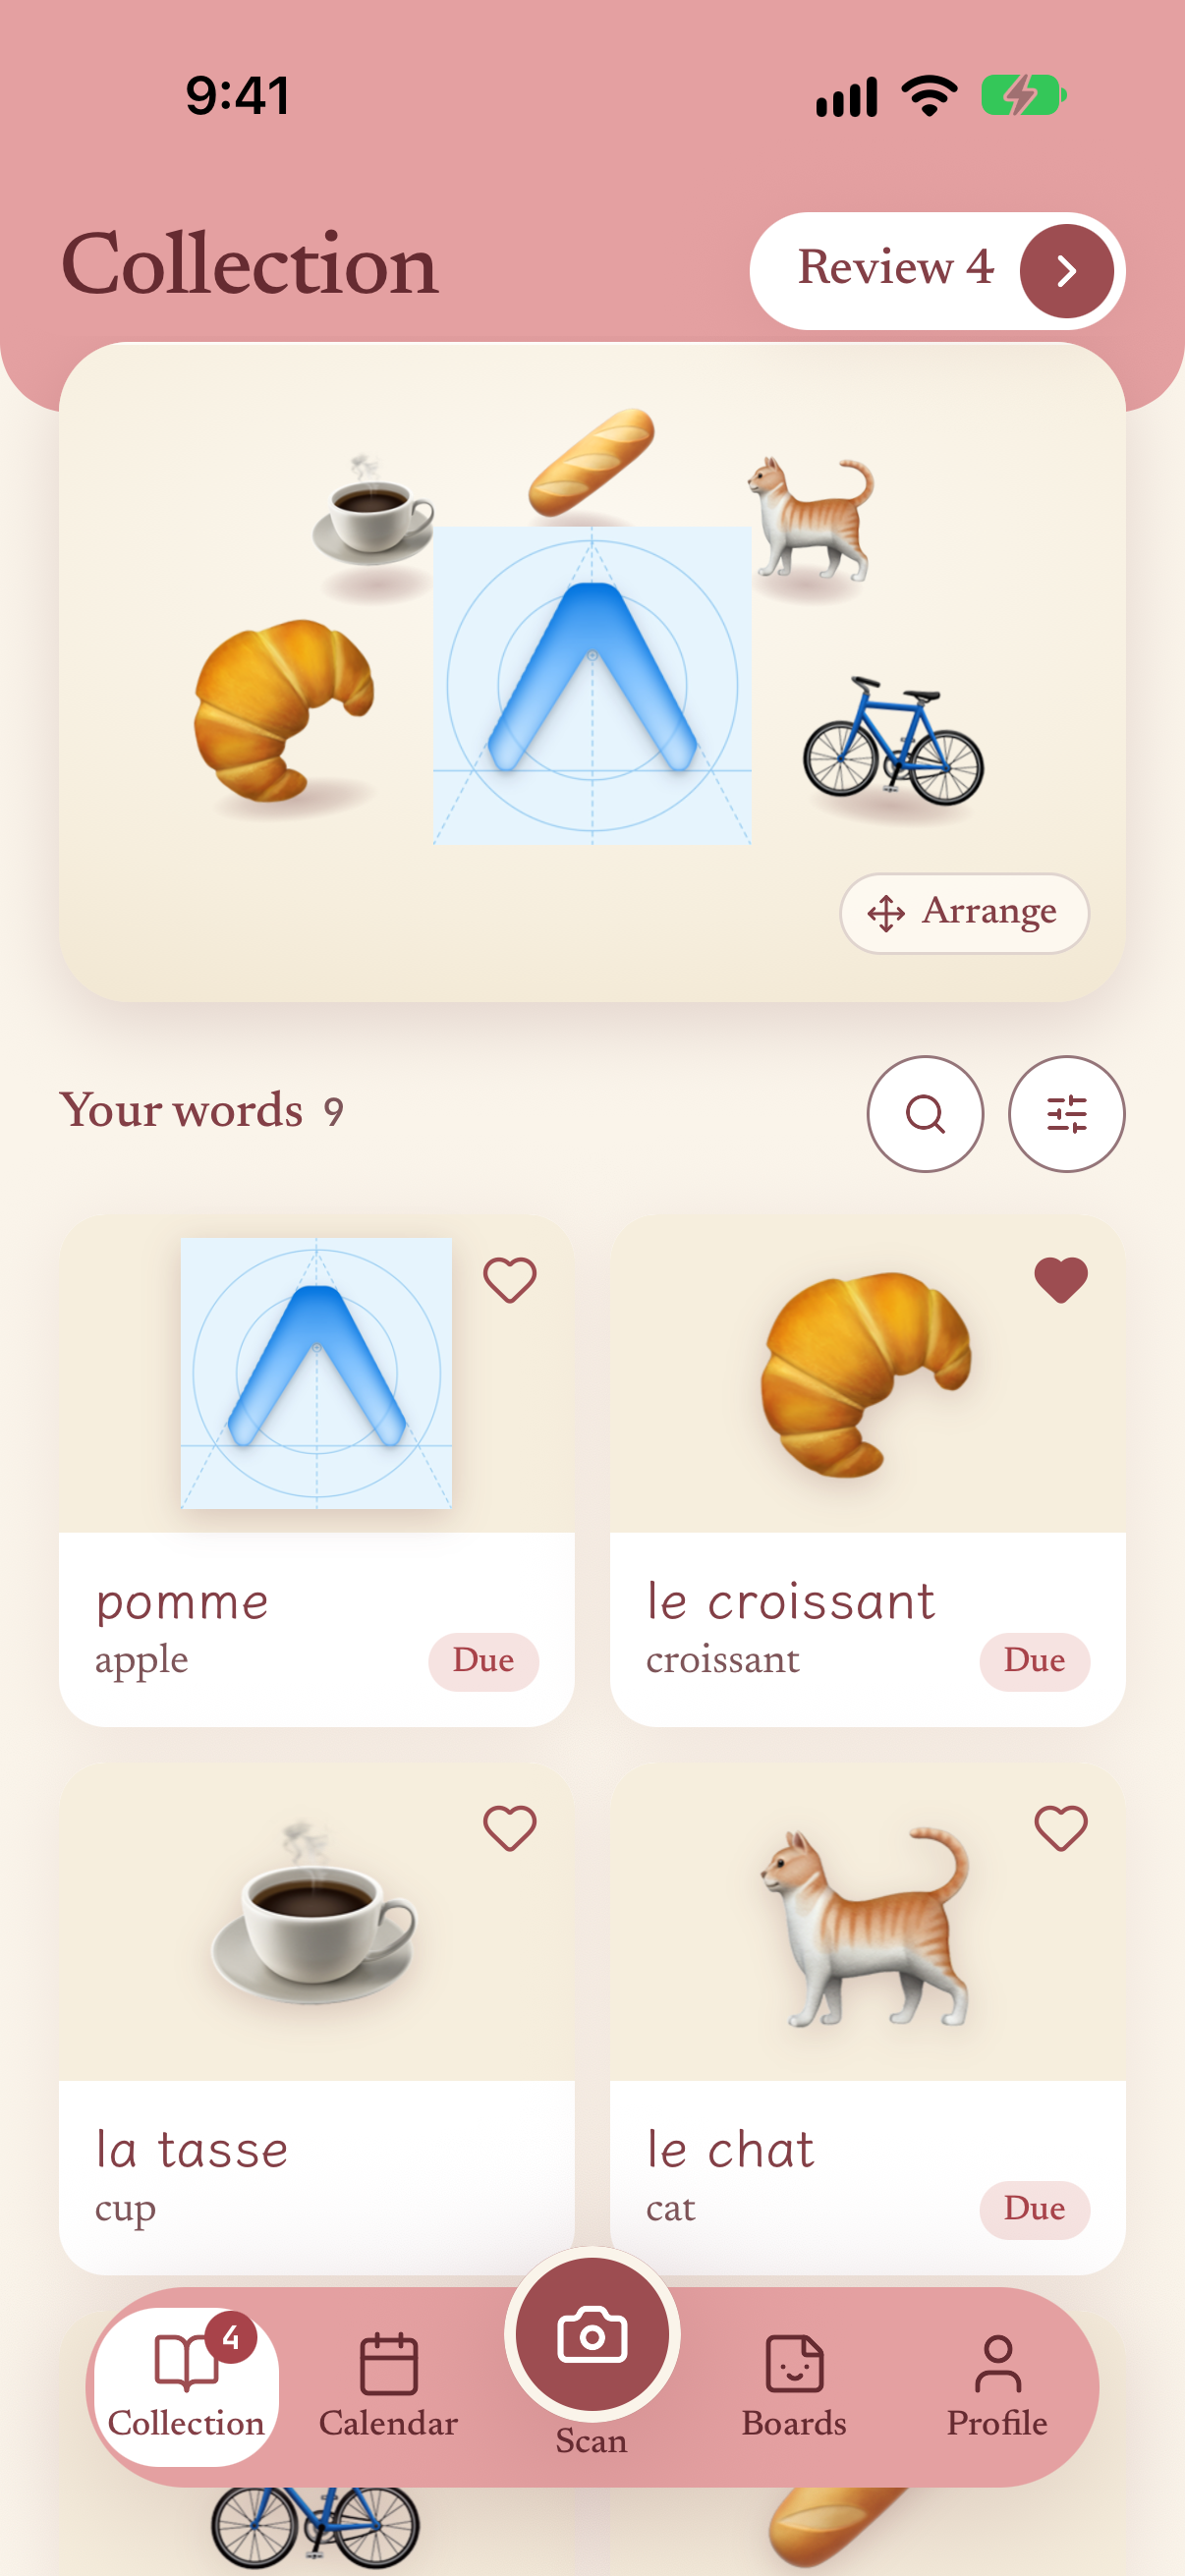 9:41
Collection
Review 4
Arrange
Your words 9
pomme
apple
Due
le croissant
croissant
Due
la tasse
cup
le chat
cat
Due
4
Collection
Calendar
Scan
Boards
Profile